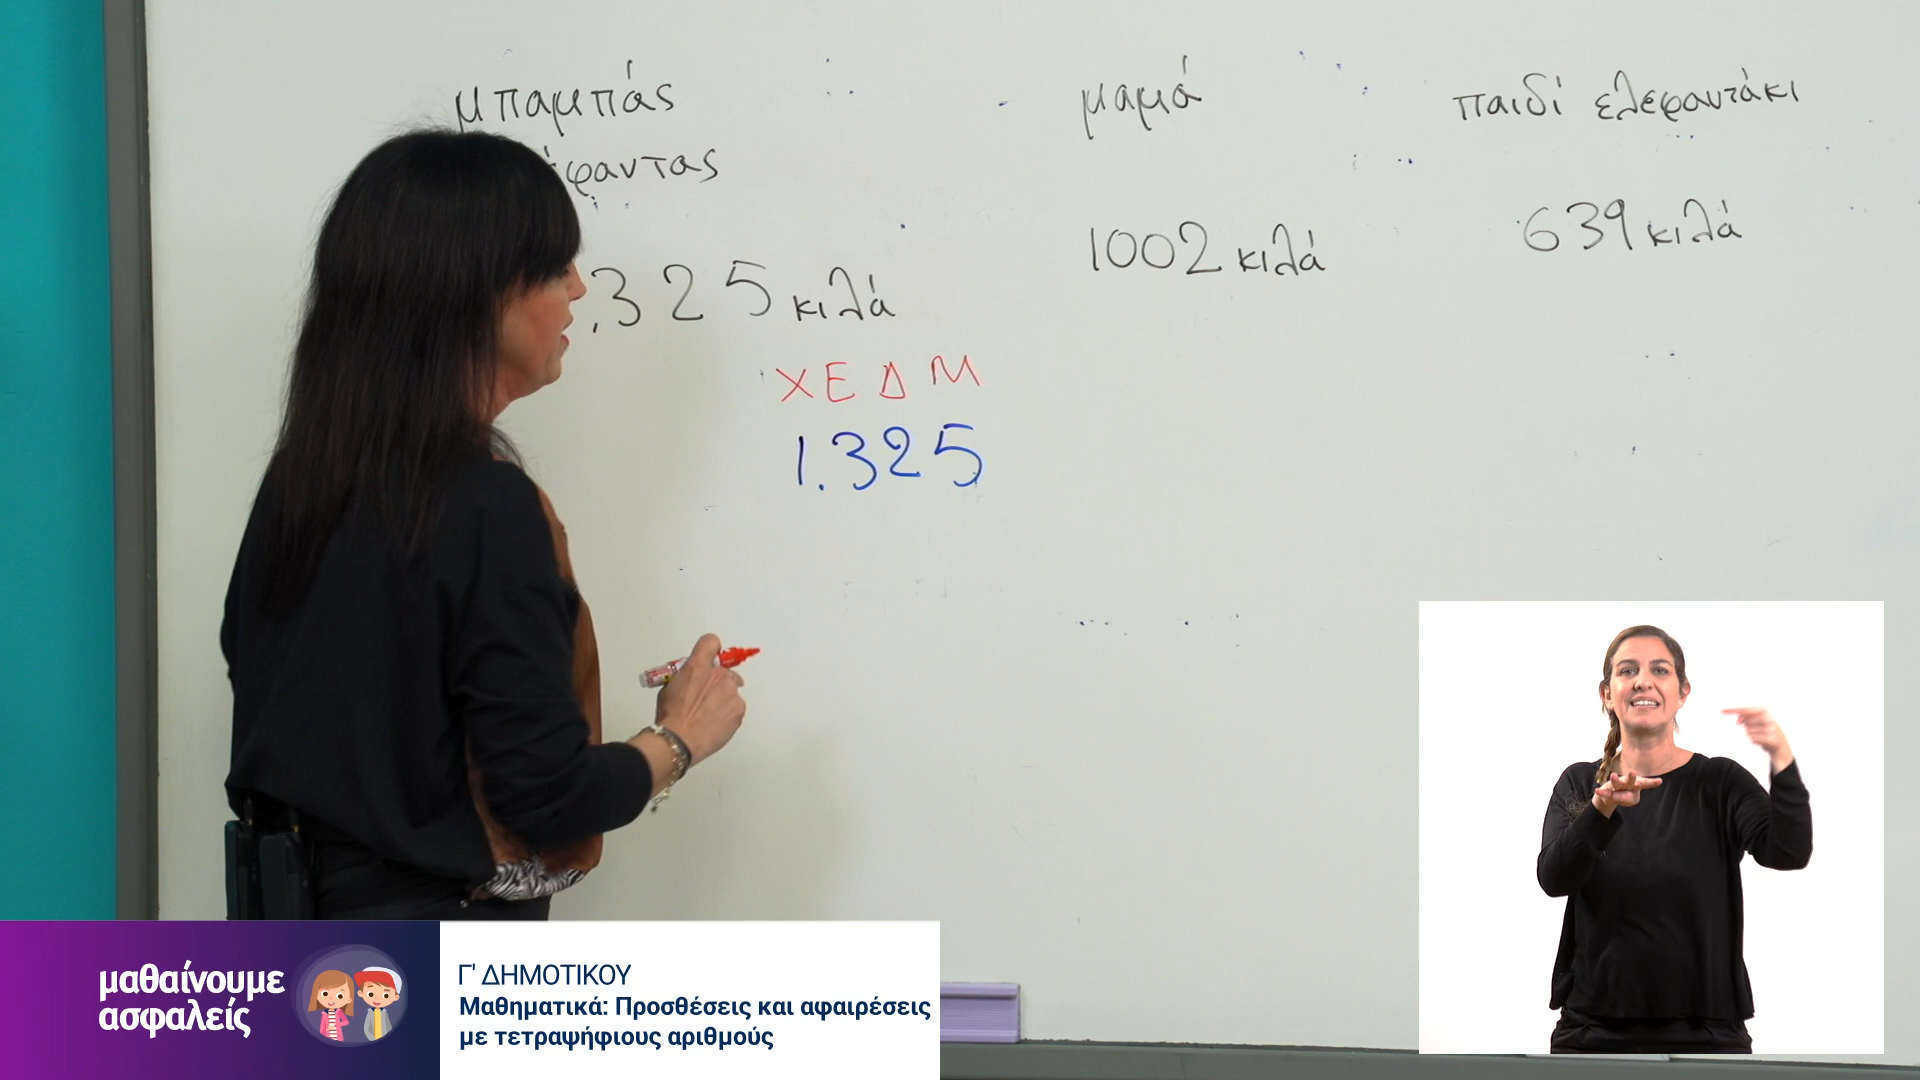 μπαμπάς
μαμά
παιδί ελεφαντάκι
έφαντας
.325 κιλά
1002 κιλά
639 κιλά
Χ Ε Δ Μ
1.325
μαθαίνουμε
ασφαλείς
Γ' ΔΗΜΟΤΙΚΟΥ
Μαθηματικά: Προσθέσεις και αφαιρέσεις
με τετραψήφιους αριθμούς